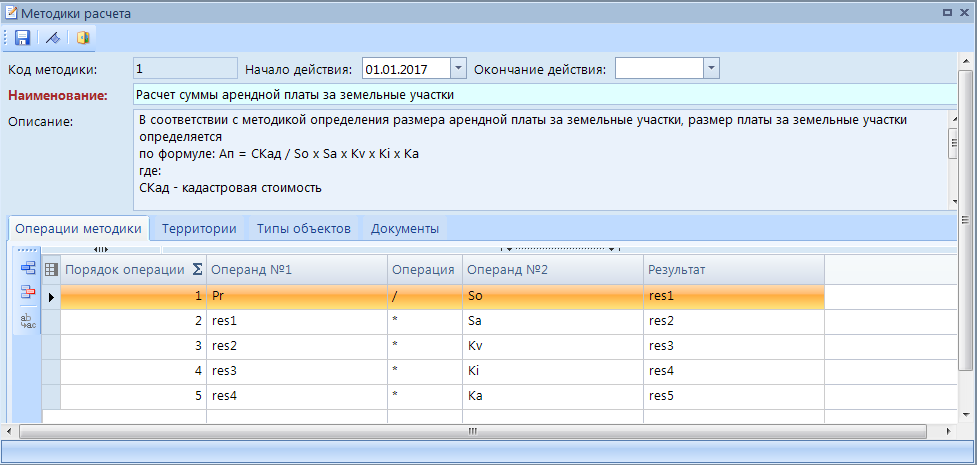 Методики расчета
Код методики: 1 Начало действия: 01.01.2017 Окончание действия:
Наименование: Расчет суммы арендной платы за земельные участки
Описание: В соответствии с методикой определения размера арендной платы за земельные участки, размер платы за земельные участки
определяется
по формуле: Ап = СКад / So x Sa x Kv x Ki x Ka
где:
СКад - кадастровая стоимость
Операции методики Территории Типы объектов Документы
Порядок операции Σ Операнд №1 Операция Операнд №2 Результат
1 Pr / So res1
2 res1 * Sa res2
3 res2 * Kv res3
4 res3 * Ki res4
5 res4 * Ka res5
ab
ac